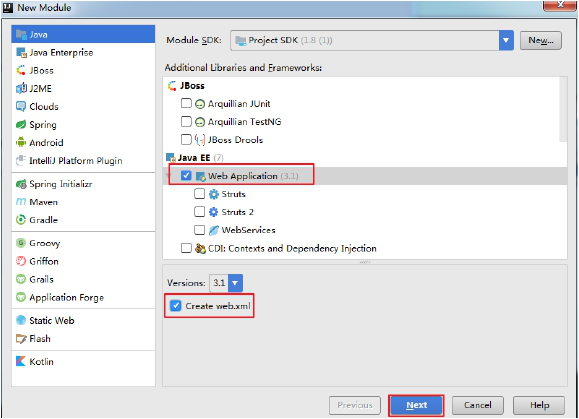 New Module
Java
Java Enterprise
JBoss
J2ME
Clouds
Spring
Android
IntelliJ Platform Plugin
Spring Initializr
Maven
Gradle
Groovy
Griffon
Grails
Application Forge
Static Web
Flash
Kotlin
Module SDK: Project SDK (1.8 (1)) New...
Additional Libraries and Frameworks:
JBoss
Arquillian JUnit
Arquillian TestNG
JBoss Drools
Java EE (7)
Web Application (3.1)
Struts
Struts 2
WebServices
CDI: Contexts and Dependency Injection
Versions: 3.1
Create web.xml
Previous Next Cancel Help